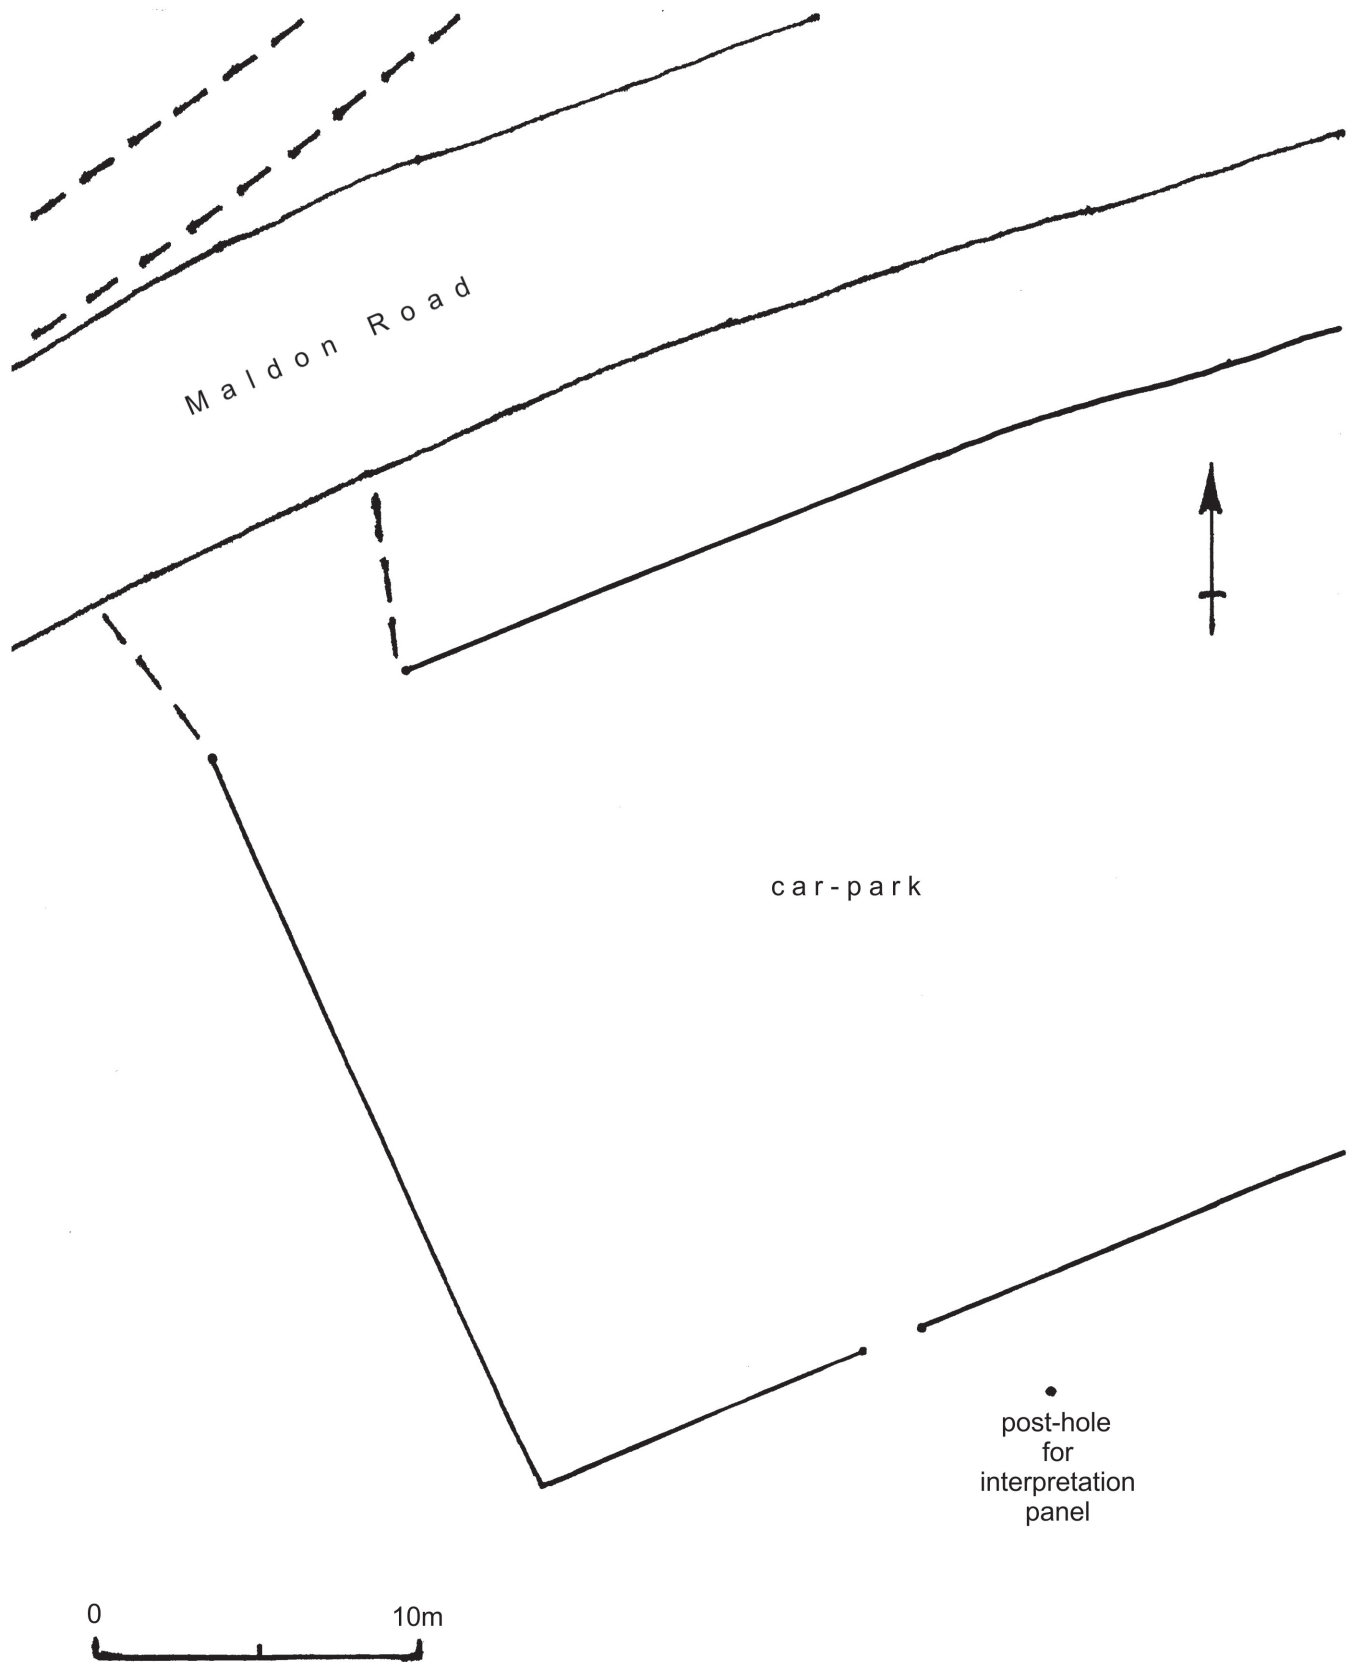 Maldon Road
car-park
post-hole
for
interpretation
panel
0 10m